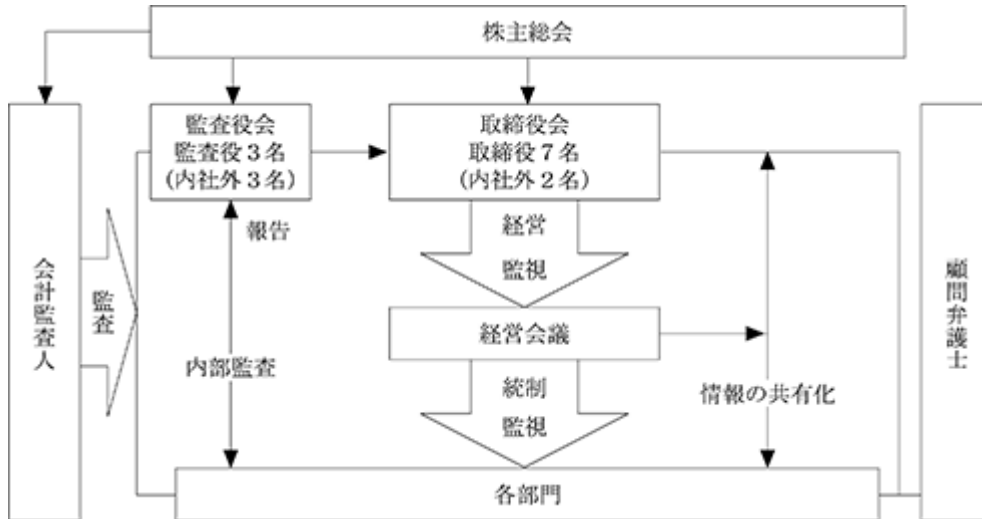 株主総会
監査役会
監査役3名
(内社外3名)
取締役会
取締役7名
(内社外2名)
報告
経営
監視
会計監査人
監査
顧問弁護士
経営会議
内部監査
統制
監視
情報の共有化
各部門